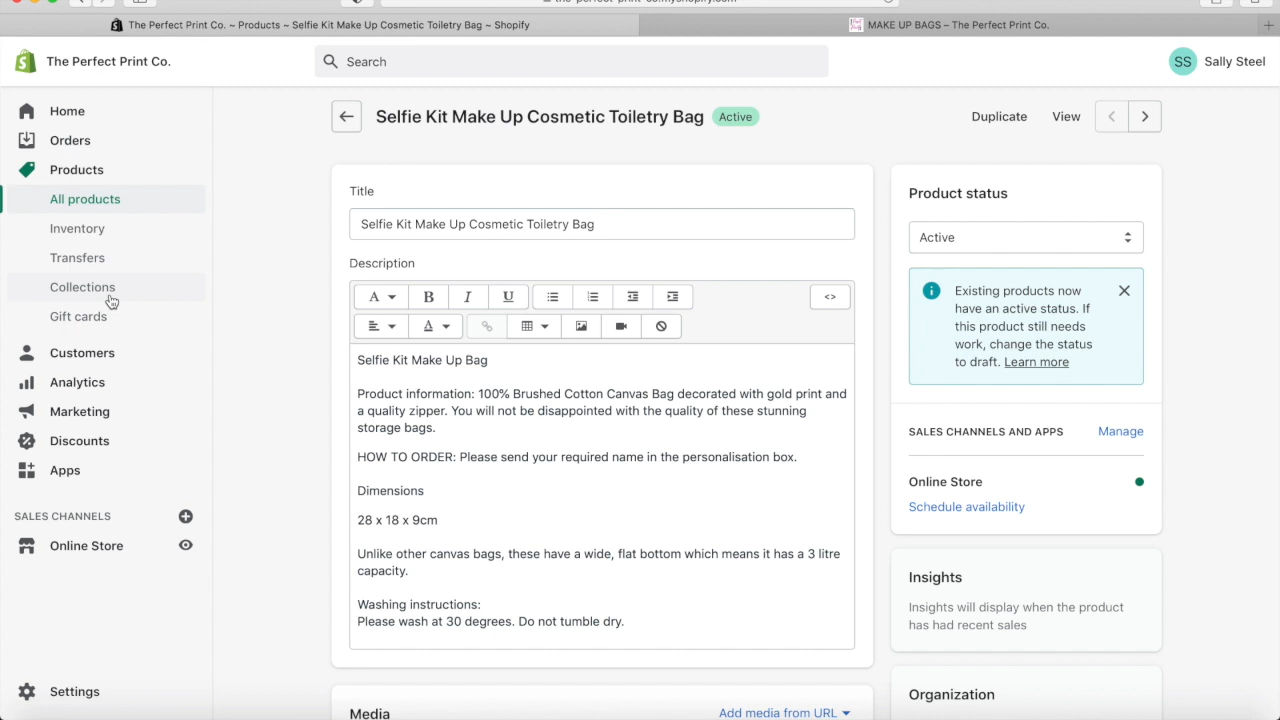 the-perfect-print-co.myshopify.com
The Perfect Print Co. ~ Products ~ Selfie Kit Make Up Cosmetic Toiletry Bag ~ Shopify
MAKE UP BAGS – The Perfect Print Co.
The Perfect Print Co.
Search
SS
Sally Steel
Home
Orders
Products
All products
Inventory
Transfers
Collections
Gift cards
Customers
Analytics
Marketing
Discounts
Apps
SALES CHANNELS
Online Store
Settings
Selfie Kit Make Up Cosmetic Toiletry Bag
Active
Duplicate
View
Title
Selfie Kit Make Up Cosmetic Toiletry Bag
Description
A
B
I
U
<>
A
Selfie Kit Make Up Bag
Product information: 100% Brushed Cotton Canvas Bag decorated with gold print and
a quality zipper. You will not be disappointed with the quality of these stunning
storage bags.
HOW TO ORDER: Please send your required name in the personalisation box.
Dimensions
28 x 18 x 9cm
Unlike other canvas bags, these have a wide, flat bottom which means it has a 3 litre
capacity.
Washing instructions:
Please wash at 30 degrees. Do not tumble dry.
Media
Add media from URL
Product status
Active
Existing products now
have an active status. If
this product still needs
work, change the status
to draft. Learn more
SALES CHANNELS AND APPS
Manage
Online Store
Schedule availability
Insights
Insights will display when the product
has had recent sales
Organization